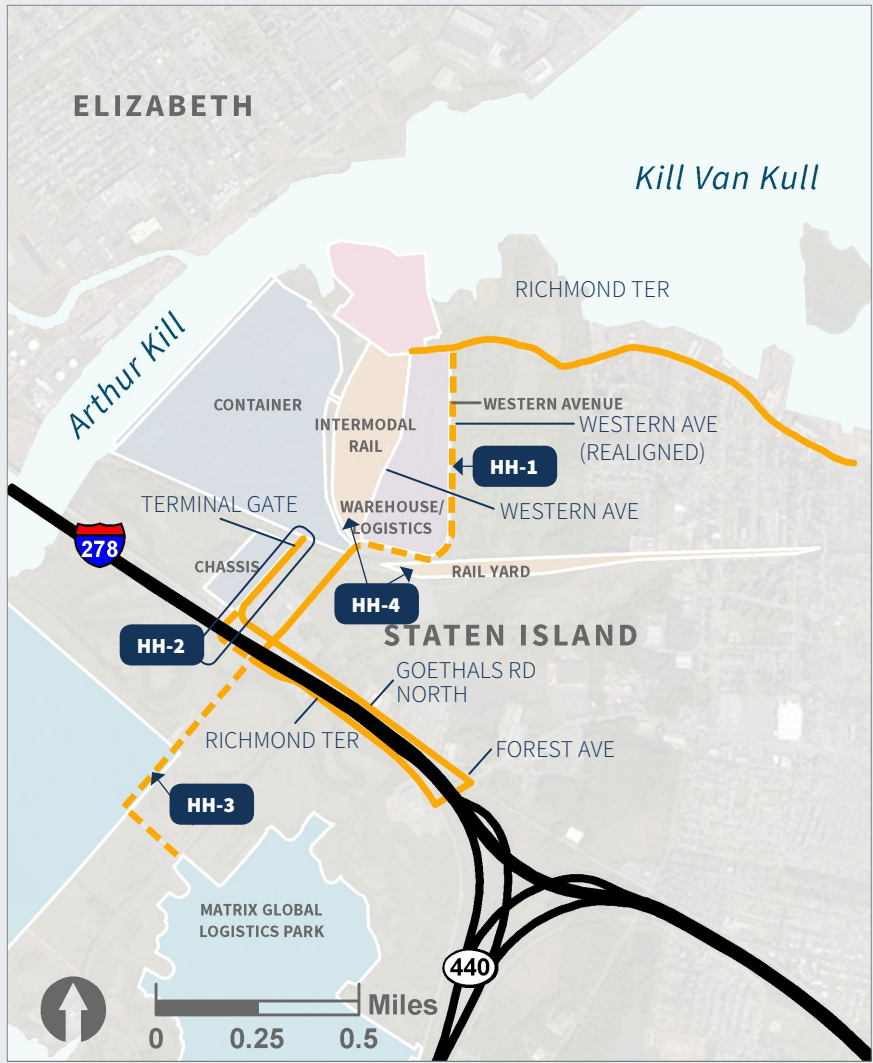 ELIZABETH
Kill Van Kull
RICHMOND TER
Arthur Kill
CONTAINER
WESTERN AVENUE
INTERMODAL
RAIL
WESTERN AVE
(REALIGNED)
HH-1
TERMINAL GATE
WAREHOUSE/
LOGISTICS
WESTERN AVE
278
CHASSIS
RAIL YARD
HH-4
HH-2
STATEN ISLAND
GOETHALS RD
NORTH
RICHMOND TER
FOREST AVE
HH-3
MATRIX GLOBAL
LOGISTICS PARK
440
Miles
0 0.25 0.5